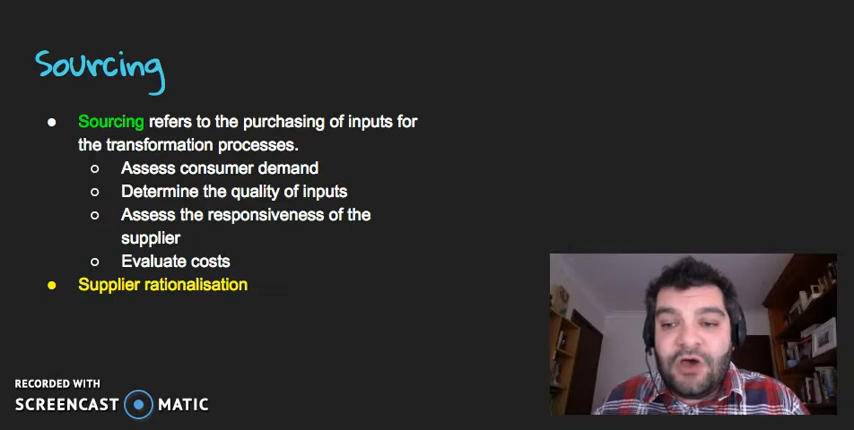 Sourcing
Sourcing refers to the purchasing of inputs for
the transformation processes.
Assess consumer demand
Determine the quality of inputs
Assess the responsiveness of the
supplier
Evaluate costs
Supplier rationalisation
RECORDED WITH
SCREENCAST MATIC